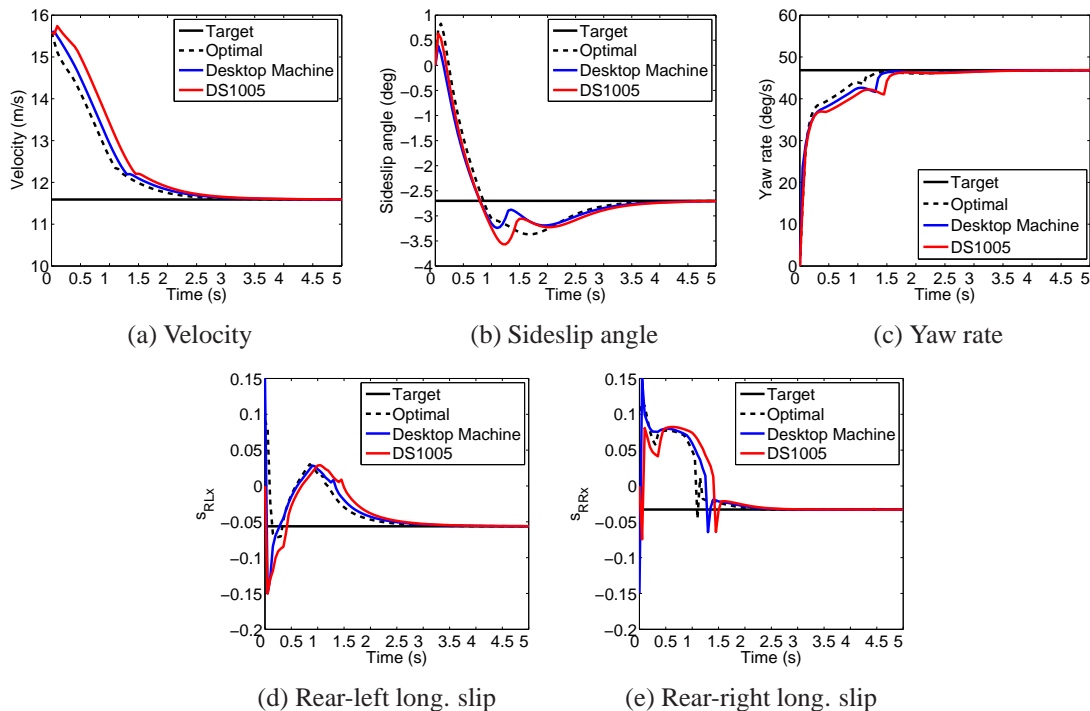 16
15
14
13
12
11
10
Velocity (m/s)
Target
Optimal
Desktop Machine
DS1005
0 0.5 1 1.5 2 2.5 3 3.5 4 4.5 5
Time (s)
(a) Velocity
1
0.5
0
−0.5
−1
−1.5
−2
−2.5
−3
−3.5
−4
Sideslip angle (deg)
Target
Optimal
Desktop Machine
DS1005
0 0.5 1 1.5 2 2.5 3 3.5 4 4.5 5
Time (s)
(b) Sideslip angle
60
50
40
30
20
10
0
Yaw rate (deg/s)
Target
Optimal
Desktop Machine
DS1005
0 0.5 1 1.5 2 2.5 3 3.5 4 4.5 5
Time (s)
(c) Yaw rate
0.15
0.1
0.05
0
−0.05
−0.1
−0.15
−0.2
sRLx
Target
Optimal
Desktop Machine
DS1005
0 0.5 1 1.5 2 2.5 3 3.5 4 4.5 5
Time (s)
(d) Rear-left long. slip
0.15
0.1
0.05
0
−0.05
−0.1
−0.15
−0.2
sRRx
Target
Optimal
Desktop Machine
DS1005
0 0.5 1 1.5 2 2.5 3 3.5 4 4.5 5
Time (s)
(e) Rear-right long. slip